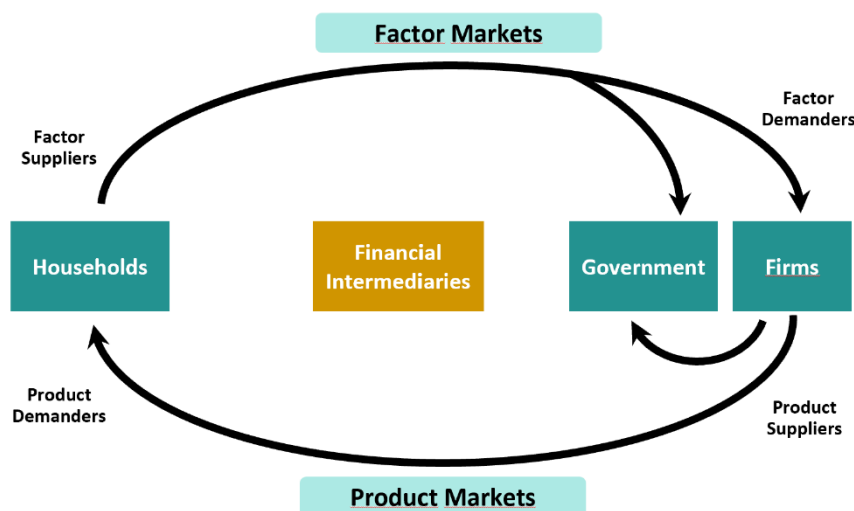 Factor Markets
Factor
Suppliers
Factor
Demanders
Households
Financial
Intermediaries
Government
Firms
Product
Demanders
Product
Suppliers
Product Markets